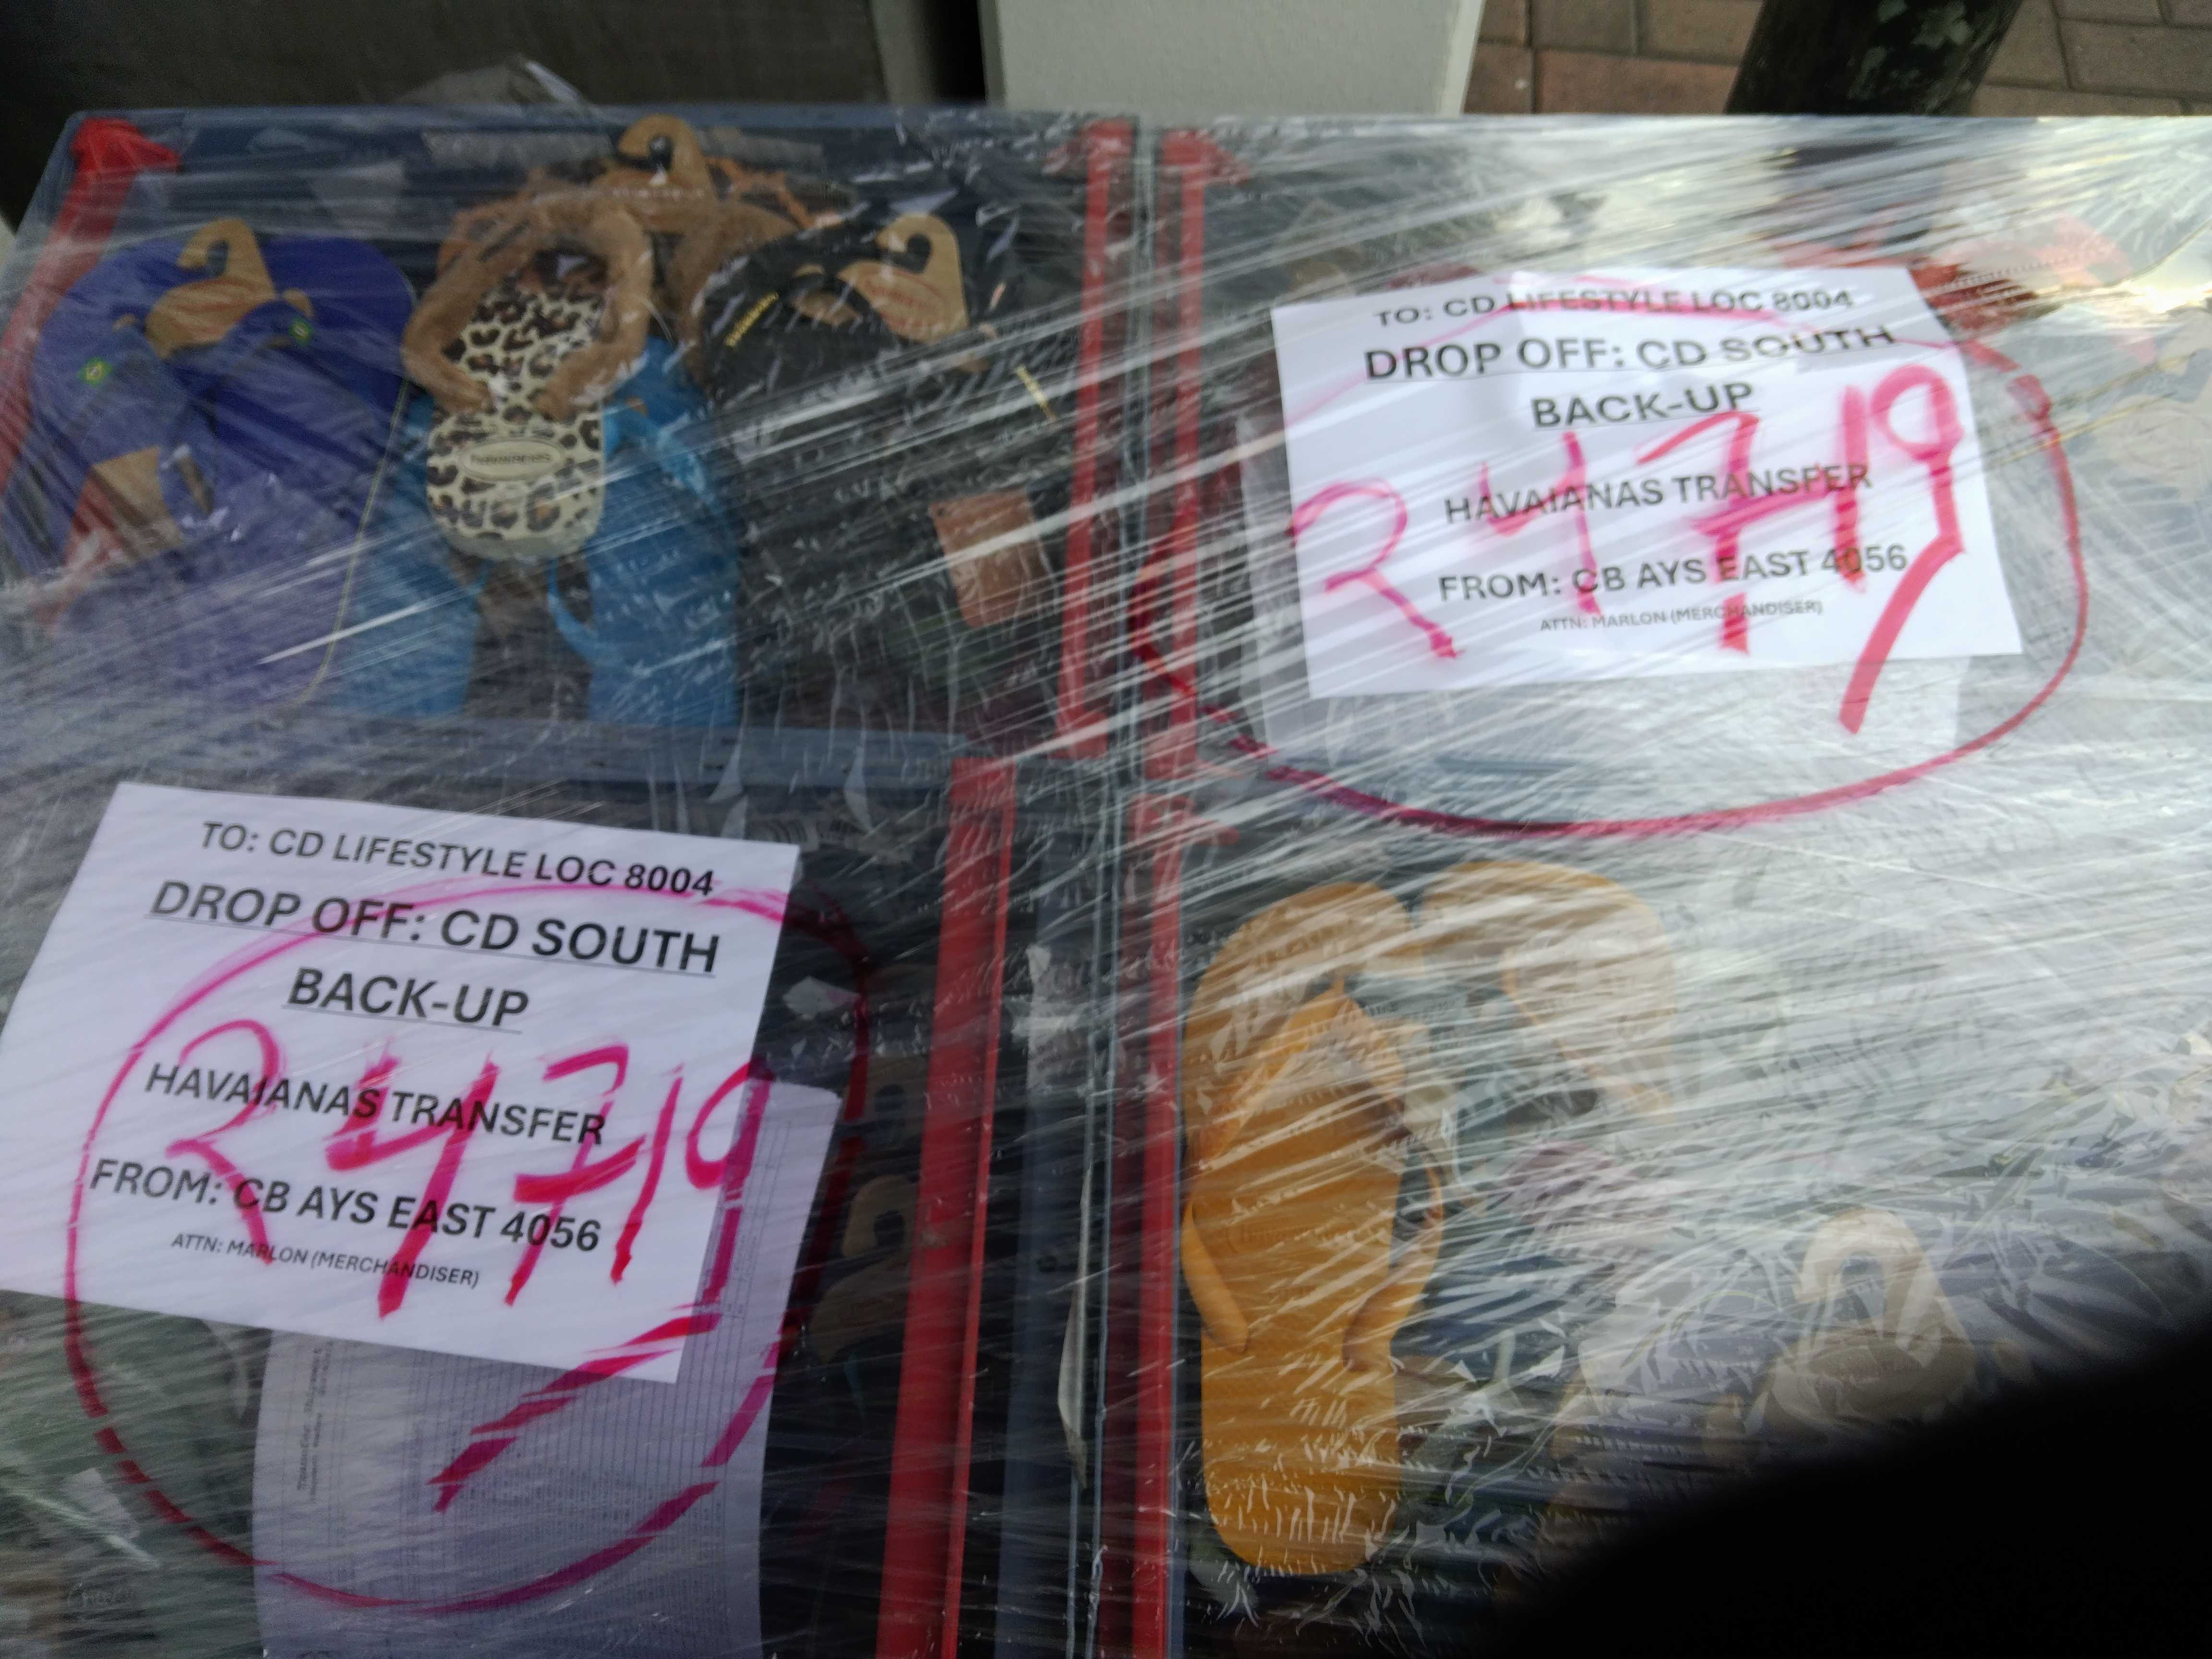 TO: CD LIFESTYLE LOC 8004
DROP OFF: CD SOUTH
BACK-UP
HAVAIANAS TRANSFER
FROM: CB AYS EAST 4056
ATTN: MARLON (MERCHANDISER)
24719
havaianas
TO: CD LIFESTYLE LOC 8004
DROP OFF: CD SOUTH
BACK-UP
HAVAIANAS TRANSFER
FROM: CB AYS EAST 4056
ATTN: MARLON (MERCHANDISER)
24719